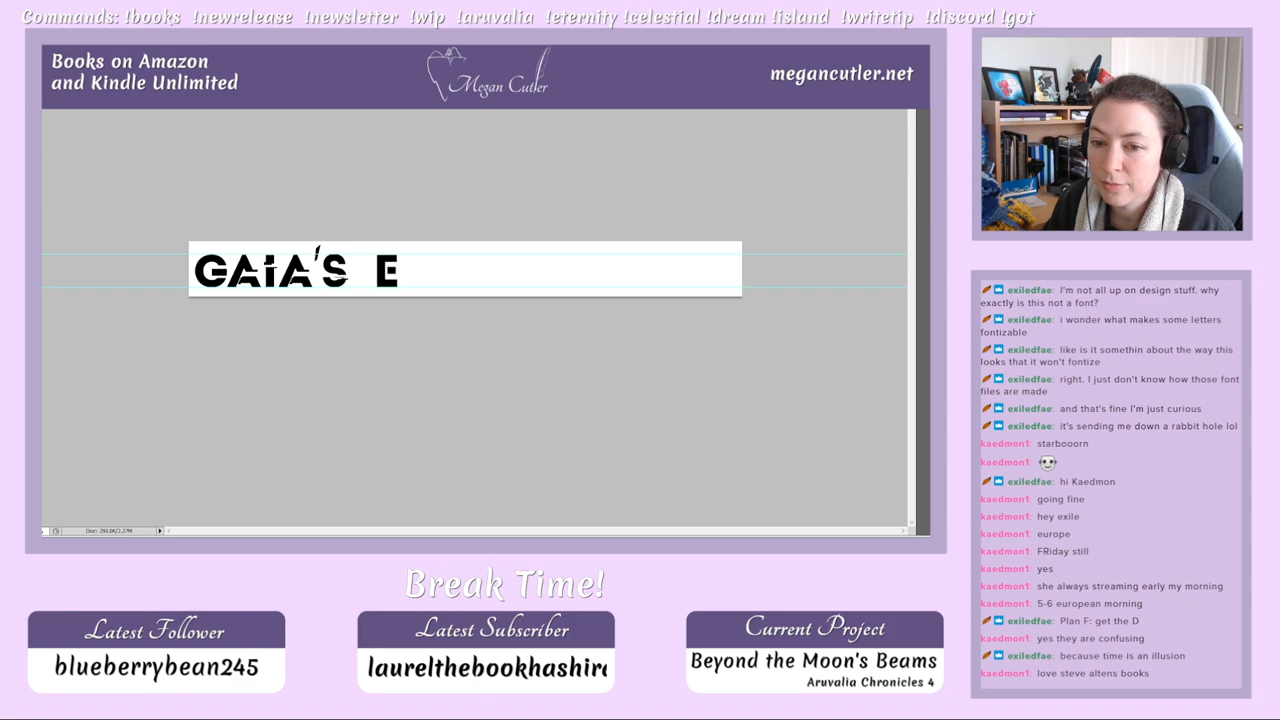 Commands: !books !newrelease !newsletter !wip !aruvalia !eternity !celestial !dream !island !writetip !discord !got
Books on Amazon
and Kindle Unlimited
Megan Cutler
megancutler.net
GAIA'S E
exiledfae: I'm not all up on design stuff. why
exactly is this not a font?
exiledfae: i wonder what makes some letters
fontizable
exiledfae: like is it somethin about the way this
looks that it won't fontize
exiledfae: right. I just don't know how those font
files are made
exiledfae: and that's fine I'm just curious
exiledfae: it's sending me down a rabbit hole lol
kaedmon1: starbooorn
kaedmon1:
exiledfae: hi Kaedmon
kaedmon1: going fine
kaedmon1: hey exile
kaedmon1: europe
kaedmon1: FRiday still
kaedmon1: yes
kaedmon1: she always streaming early my morning
kaedmon1: 5-6 european morning
exiledfae: Plan F: get the D
kaedmon1: yes they are confusing
exiledfae: because time is an illusion
kaedmon1: love steve altens books
Break Time!
Latest Follower
blueberrybean245
Latest Subscriber
laurelthebookhashira
Current Project
Beyond the Moon's Beams
Aruvalia Chronicles 4